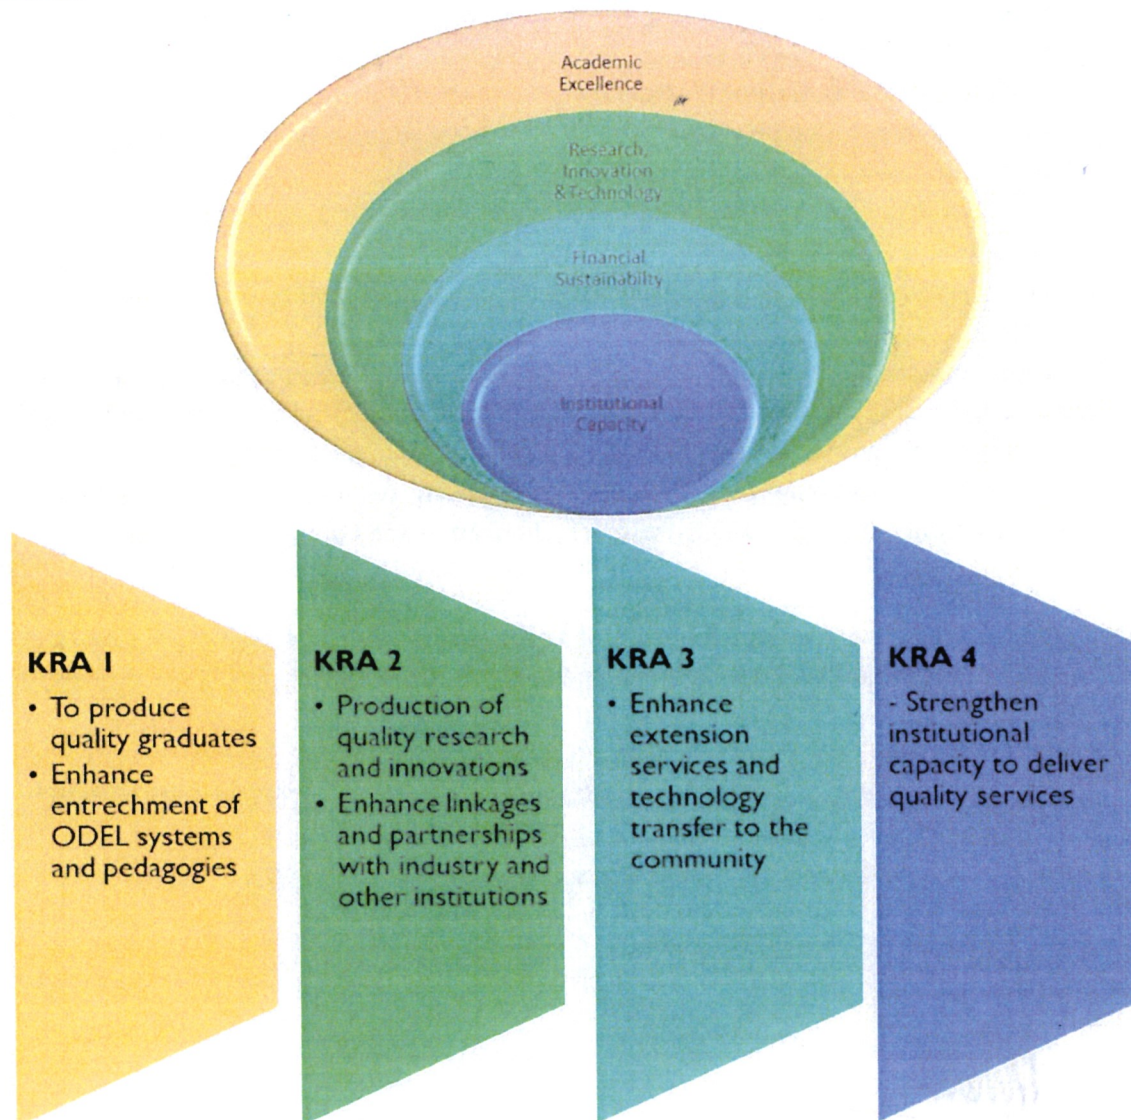 Academic
Excellence
Research,
Innovation
& Technology
Financial
Sustainabilty
Institutional
Capacity
KRA 1
• To produce
quality graduates
• Enhance
entrechment of
ODEL systems
and pedagogies
KRA 2
• Production of
quality research
and innovations
• Enhance linkages
and partnerships
with industry and
other institutions
KRA 3
• Enhance
extension
services and
technology
transfer to the
community
KRA 4
- Strengthen
institutional
capacity to deliver
quality services